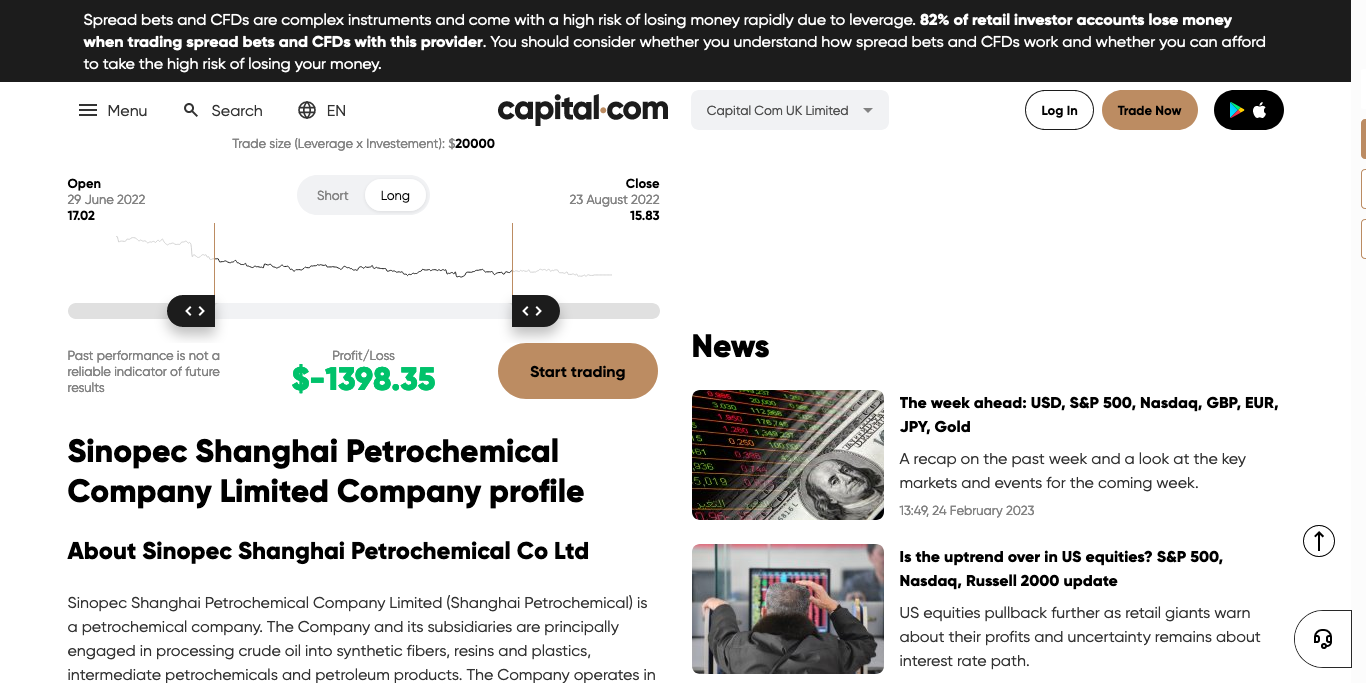 Spread bets and CFDs are complex instruments and come with a high risk of losing money rapidly due to leverage. 82% of retail investor accounts lose money
when trading spread bets and CFDs with this provider. You should consider whether you understand how spread bets and CFDs work and whether you can afford
to take the high risk of losing your money.
Menu
Search
EN
capital.com
Capital Com UK Limited
Log In
Trade Now
Trade size (Leverage x Investement): $20000
Open
29 June 2022
17.02
Short
Long
Close
23 August 2022
15.83
Past performance is not a
reliable indicator of future
results
Profit/Loss
$-1398.35
Start trading
Sinopec Shanghai Petrochemical
Company Limited Company profile
About Sinopec Shanghai Petrochemical Co Ltd
Sinopec Shanghai Petrochemical Company Limited (Shanghai Petrochemical) is
a petrochemical company. The Company and its subsidiaries are principally
engaged in processing crude oil into synthetic fibers, resins and plastics,
intermediate petrochemicals and petroleum products. The Company operates in
News
The week ahead: USD, S&P 500, Nasdaq, GBP, EUR,
JPY, Gold
A recap on the past week and a look at the key
markets and events for the coming week.
13:49, 24 February 2023
Is the uptrend over in US equities? S&P 500,
Nasdaq, Russell 2000 update
US equities pullback further as retail giants warn
about their profits and uncertainty remains about
interest rate path.